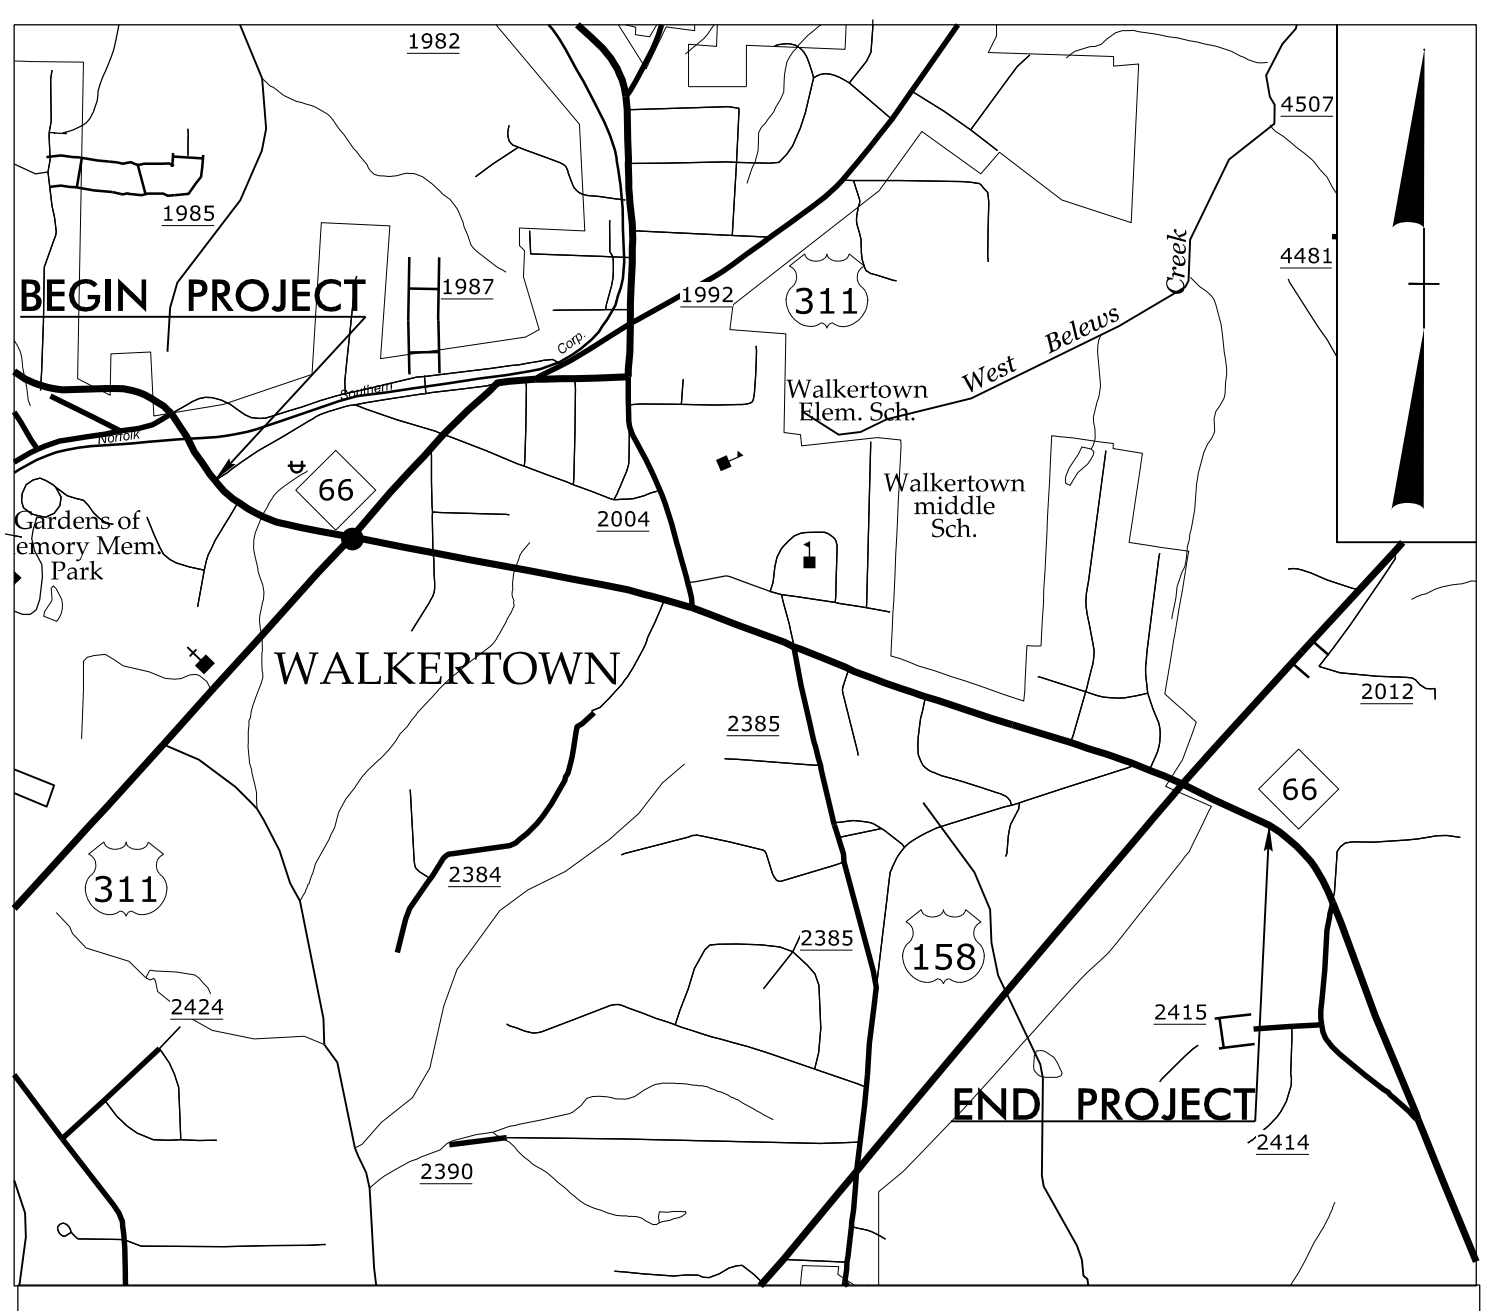 1982
4507
1985
4481
Creek
BEGIN PROJECT
1987
1992
311
West Belews
Corp.
Southern
Norfolk
Walkertown
Elem. Sch.
66
Walkertown
middle
Sch.
2004
Gardens of
emory Mem.
Park
WALKERTOWN
2012
2385
66
311
2384
2385
158
2424
2415
END PROJECT
2414
2390